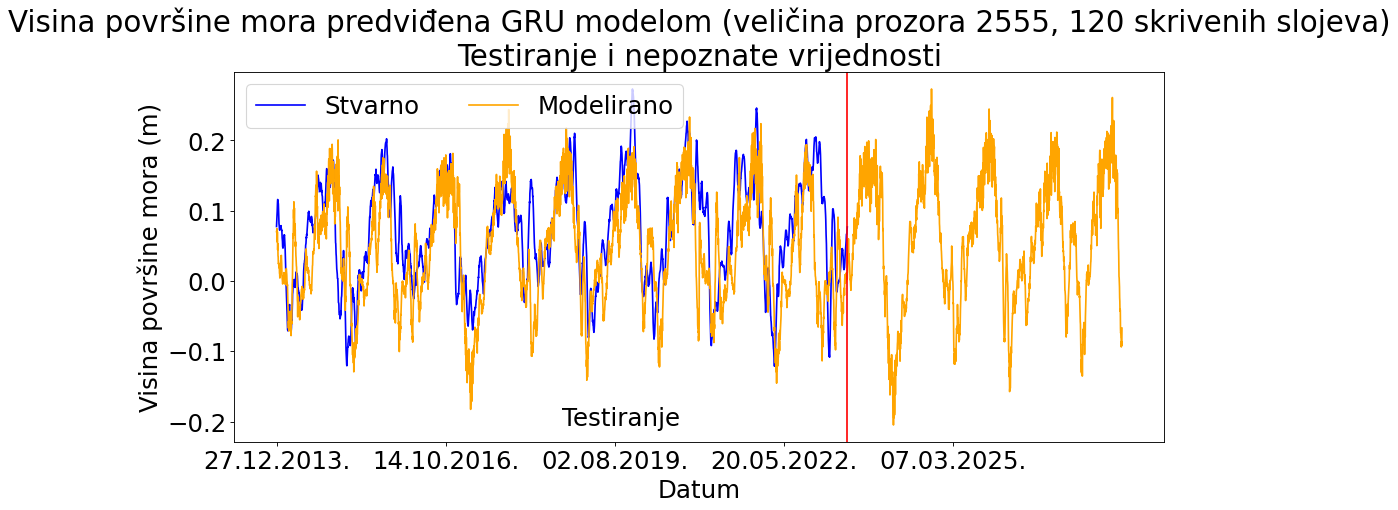 Visina površine mora predviđena GRU modelom (veličina prozora 2555, 120 skrivenih slojeva)
Testiranje i nepoznate vrijednosti
Stvarno Modelirano
Visina površine mora (m)
0.2
0.1
0.0
−0.1
−0.2
Testiranje
27.12.2013. 14.10.2016. 02.08.2019. 20.05.2022. 07.03.2025.
Datum